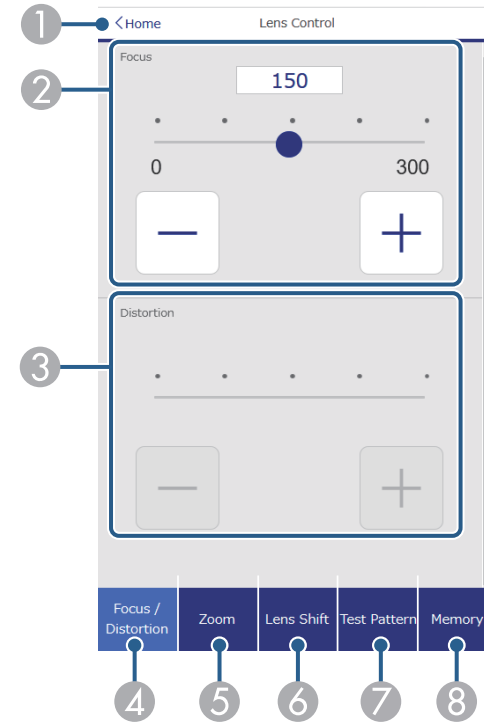 1
<Home
Lens Control
2
Focus
150
0
300
−
+
3
Distortion
−
+
Focus /
Distortion
Zoom
Lens Shift
Test Pattern
Memory
4
5
6
7
8